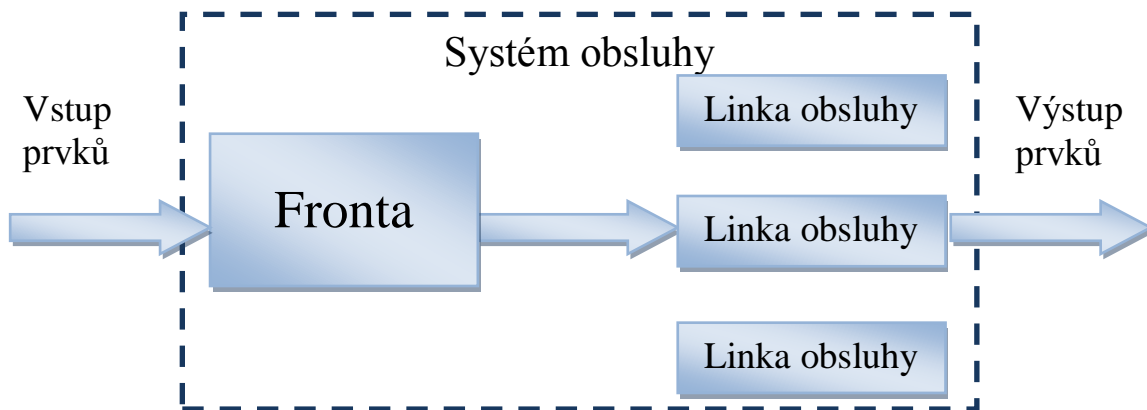 Systém obsluhy
Vstup
prvků
Fronta
Linka obsluhy
Linka obsluhy
Linka obsluhy
Výstup
prvků